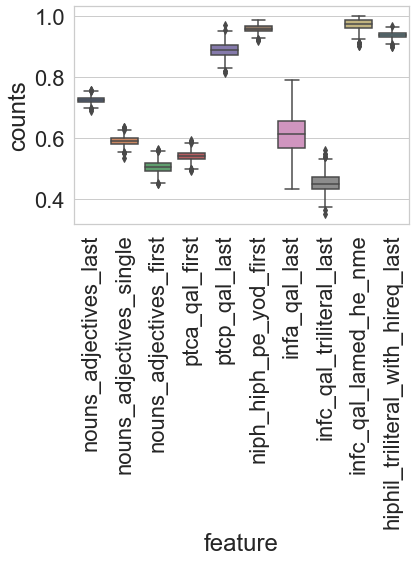 1.0
0.8
0.6
0.4
counts
nouns_adjectives_last
nouns_adjectives_single
nouns_adjectives_first
ptca_qal_first
ptcp_qal_last
niph_hiph_pe_yod_first
infa_qal_last
infc_qal_triliteral_last
infc_qal_lamed_he_nme
hiphil_triliteral_with_hireq_last
feature